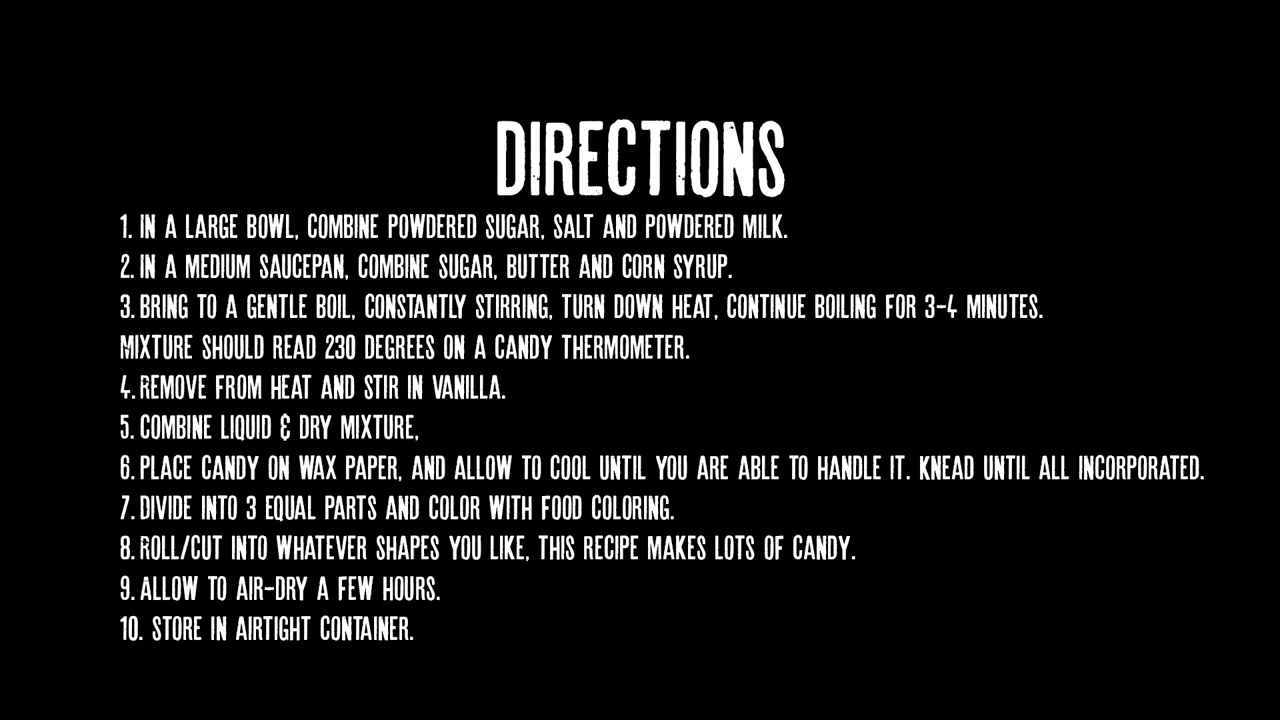 DIRECTIONS
1. IN A LARGE BOWL, COMBINE POWDERED SUGAR, SALT AND POWDERED MILK.
2. IN A MEDIUM SAUCEPAN, COMBINE SUGAR, BUTTER AND CORN SYRUP.
3. BRING TO A GENTLE BOIL, CONSTANTLY STIRRING, TURN DOWN HEAT, CONTINUE BOILING FOR 3-4 MINUTES.
MIXTURE SHOULD READ 230 DEGREES ON A CANDY THERMOMETER.
4. REMOVE FROM HEAT AND STIR IN VANILLA.
5. COMBINE LIQUID & DRY MIXTURE,
6. PLACE CANDY ON WAX PAPER, AND ALLOW TO COOL UNTIL YOU ARE ABLE TO HANDLE IT. KNEAD UNTIL ALL INCORPORATED.
7. DIVIDE INTO 3 EQUAL PARTS AND COLOR WITH FOOD COLORING.
8. ROLL/CUT INTO WHATEVER SHAPES YOU LIKE, THIS RECIPE MAKES LOTS OF CANDY.
9. ALLOW TO AIR-DRY A FEW HOURS.
10. STORE IN AIRTIGHT CONTAINER.